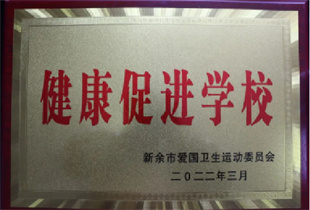 健康促进学校
新余市爱国卫生运动委员会
二〇二二年三月